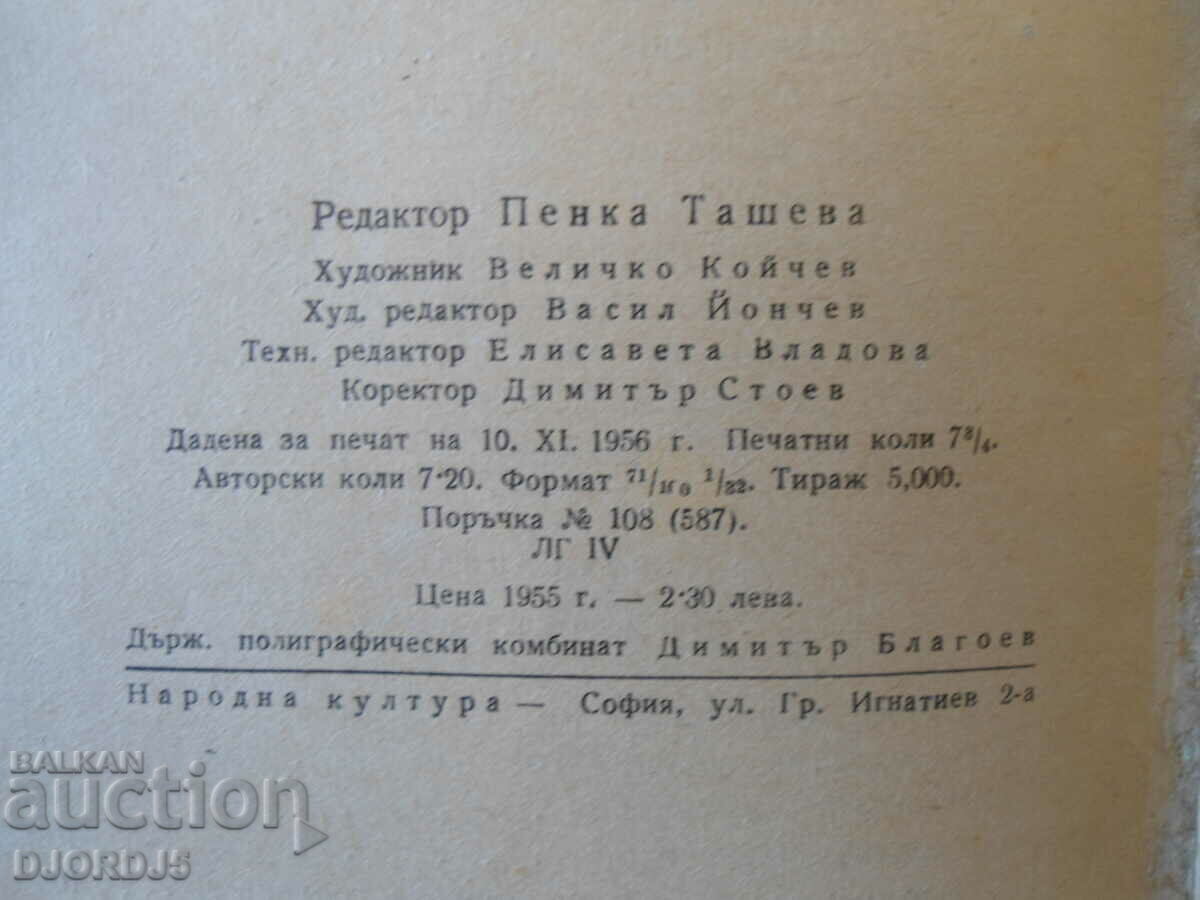 Редактор Пенка Ташева
Художник Величко Койчев
Худ. редактор Васил Йончев
Техн. редактор Елисавета Владова
Коректор Димитър Стоев
Дадена за печат на 10. XI. 1956 г. Печатни коли 7³/₄.
Авторски коли 7·20. Формат ⁷¹/₁₀₀ ¹/₃₂. Тираж 5,000.
Поръчка № 108 (587).
ЛГ IV
Цена 1955 г. — 2·30 лева.
Държ. полиграфически комбинат Димитър Благоев
Народна култура — София, ул. Гр. Игнатиев 2-а
BALKAN
auction
DJORDJ5